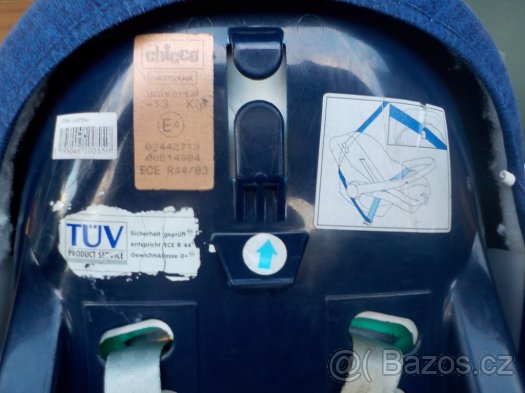 chicco
universal
-13 Kg
E
02442713
00614904
ECE R44/03
TÜV
PRODUCT SERVICE
Sicherheit geprüft
entspricht ECE R 44
Gewichtsklasse 0+
Bazos.cz